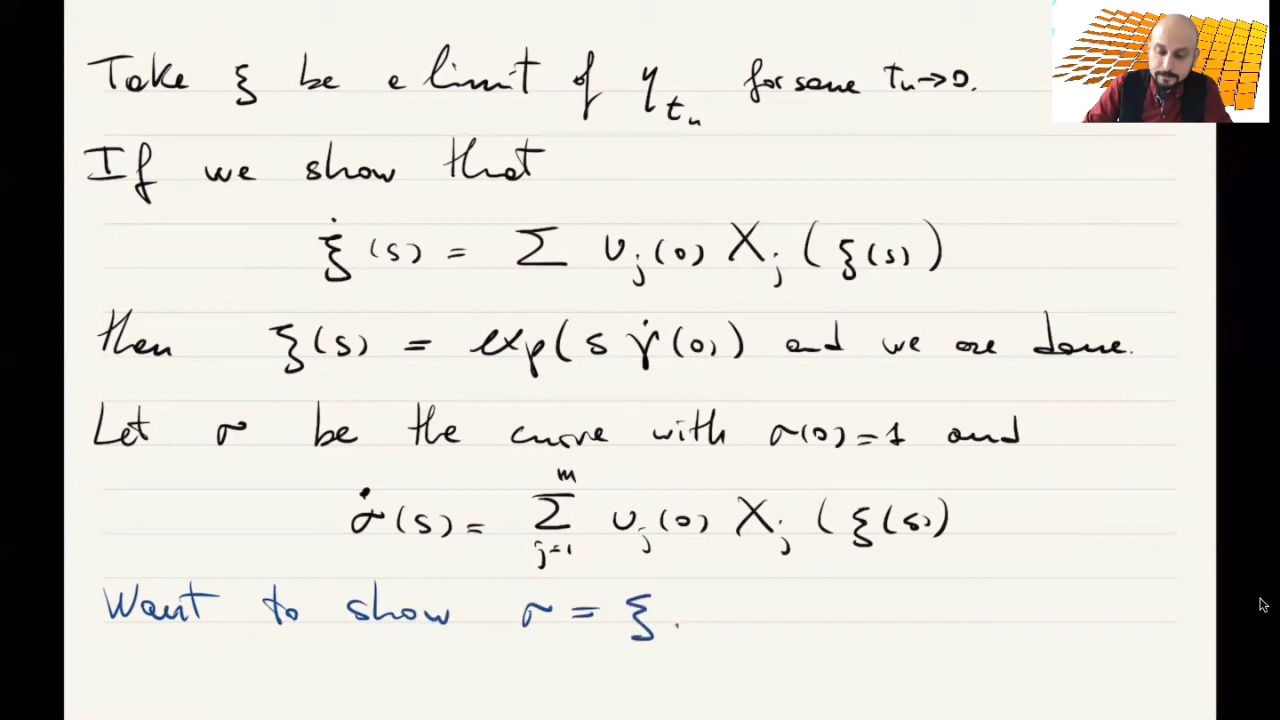 Take ξ be a limit of η_{t_n} for some t_n→0.
If we show that
ξ̇(s) = Σ u_j(0) X_j (ξ(s))
then ξ(s) = exp(s γ̇(0)) and we are done.
Let σ be the curve with σ(0)=1 and
σ̇(s) = Σ_{j=1}^{m} u_j(0) X_j (ξ(s)
Want to show σ = ξ.